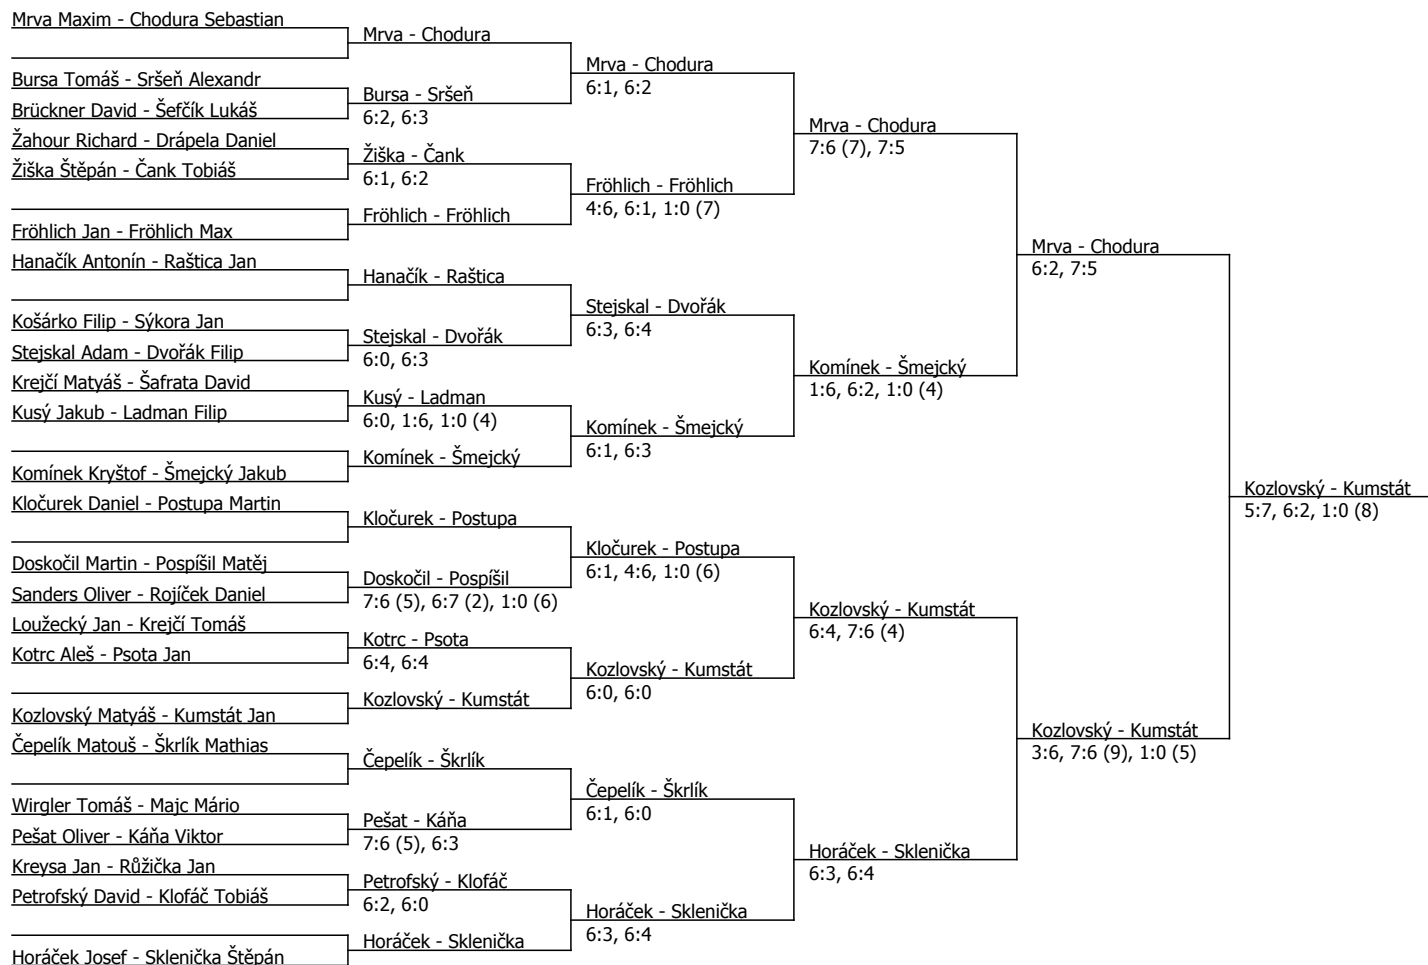 Mrva Maxim - Chodura Sebastian
Bursa Tomáš - Sršeň Alexandr
Brückner David - Šefčík Lukáš
Žahour Richard - Drápela Daniel
Žiška Štěpán - Čank Tobiáš
Fröhlich Jan - Fröhlich Max
Hanačík Antonín - Raštica Jan
Košárko Filip - Sýkora Jan
Stejskal Adam - Dvořák Filip
Krejčí Matyáš - Šafrata David
Kusý Jakub - Ladman Filip
Komínek Kryštof - Šmejcký Jakub
Kločurek Daniel - Postupa Martin
Doskočil Martin - Pospíšil Matěj
Sanders Oliver - Rojíček Daniel
Loužecký Jan - Krejčí Tomáš
Kotrc Aleš - Psota Jan
Kozlovský Matyáš - Kumstát Jan
Čepelík Matouš - Škrlík Mathias
Wirgler Tomáš - Majc Mário
Pešat Oliver - Káňa Viktor
Kreysa Jan - Růžička Jan
Petrofský David - Klofáč Tobiáš
Horáček Josef - Sklenička Štěpán
Mrva - Chodura
Bursa - Sršeň
6:2, 6:3
Žiška - Čank
6:1, 6:2
Fröhlich - Fröhlich
Hanačík - Raštica
Stejskal - Dvořák
6:0, 6:3
Kusý - Ladman
6:0, 1:6, 1:0 (4)
Komínek - Šmejcký
Kločurek - Postupa
Doskočil - Pospíšil
7:6 (5), 6:7 (2), 1:0 (6)
Kotrc - Psota
6:4, 6:4
Kozlovský - Kumstát
Čepelík - Škrlík
Pešat - Káňa
7:6 (5), 6:3
Petrofský - Klofáč
6:2, 6:0
Horáček - Sklenička
Mrva - Chodura
6:1, 6:2
Fröhlich - Fröhlich
4:6, 6:1, 1:0 (7)
Stejskal - Dvořák
6:3, 6:4
Komínek - Šmejcký
6:1, 6:3
Kločurek - Postupa
6:1, 4:6, 1:0 (6)
Kozlovský - Kumstát
6:0, 6:0
Čepelík - Škrlík
6:1, 6:0
Horáček - Sklenička
6:3, 6:4
Mrva - Chodura
7:6 (7), 7:5
Komínek - Šmejcký
1:6, 6:2, 1:0 (4)
Kozlovský - Kumstát
6:4, 7:6 (4)
Horáček - Sklenička
6:3, 6:4
Mrva - Chodura
6:2, 7:5
Kozlovský - Kumstát
3:6, 7:6 (9), 1:0 (5)
Kozlovský - Kumstát
5:7, 6:2, 1:0 (8)